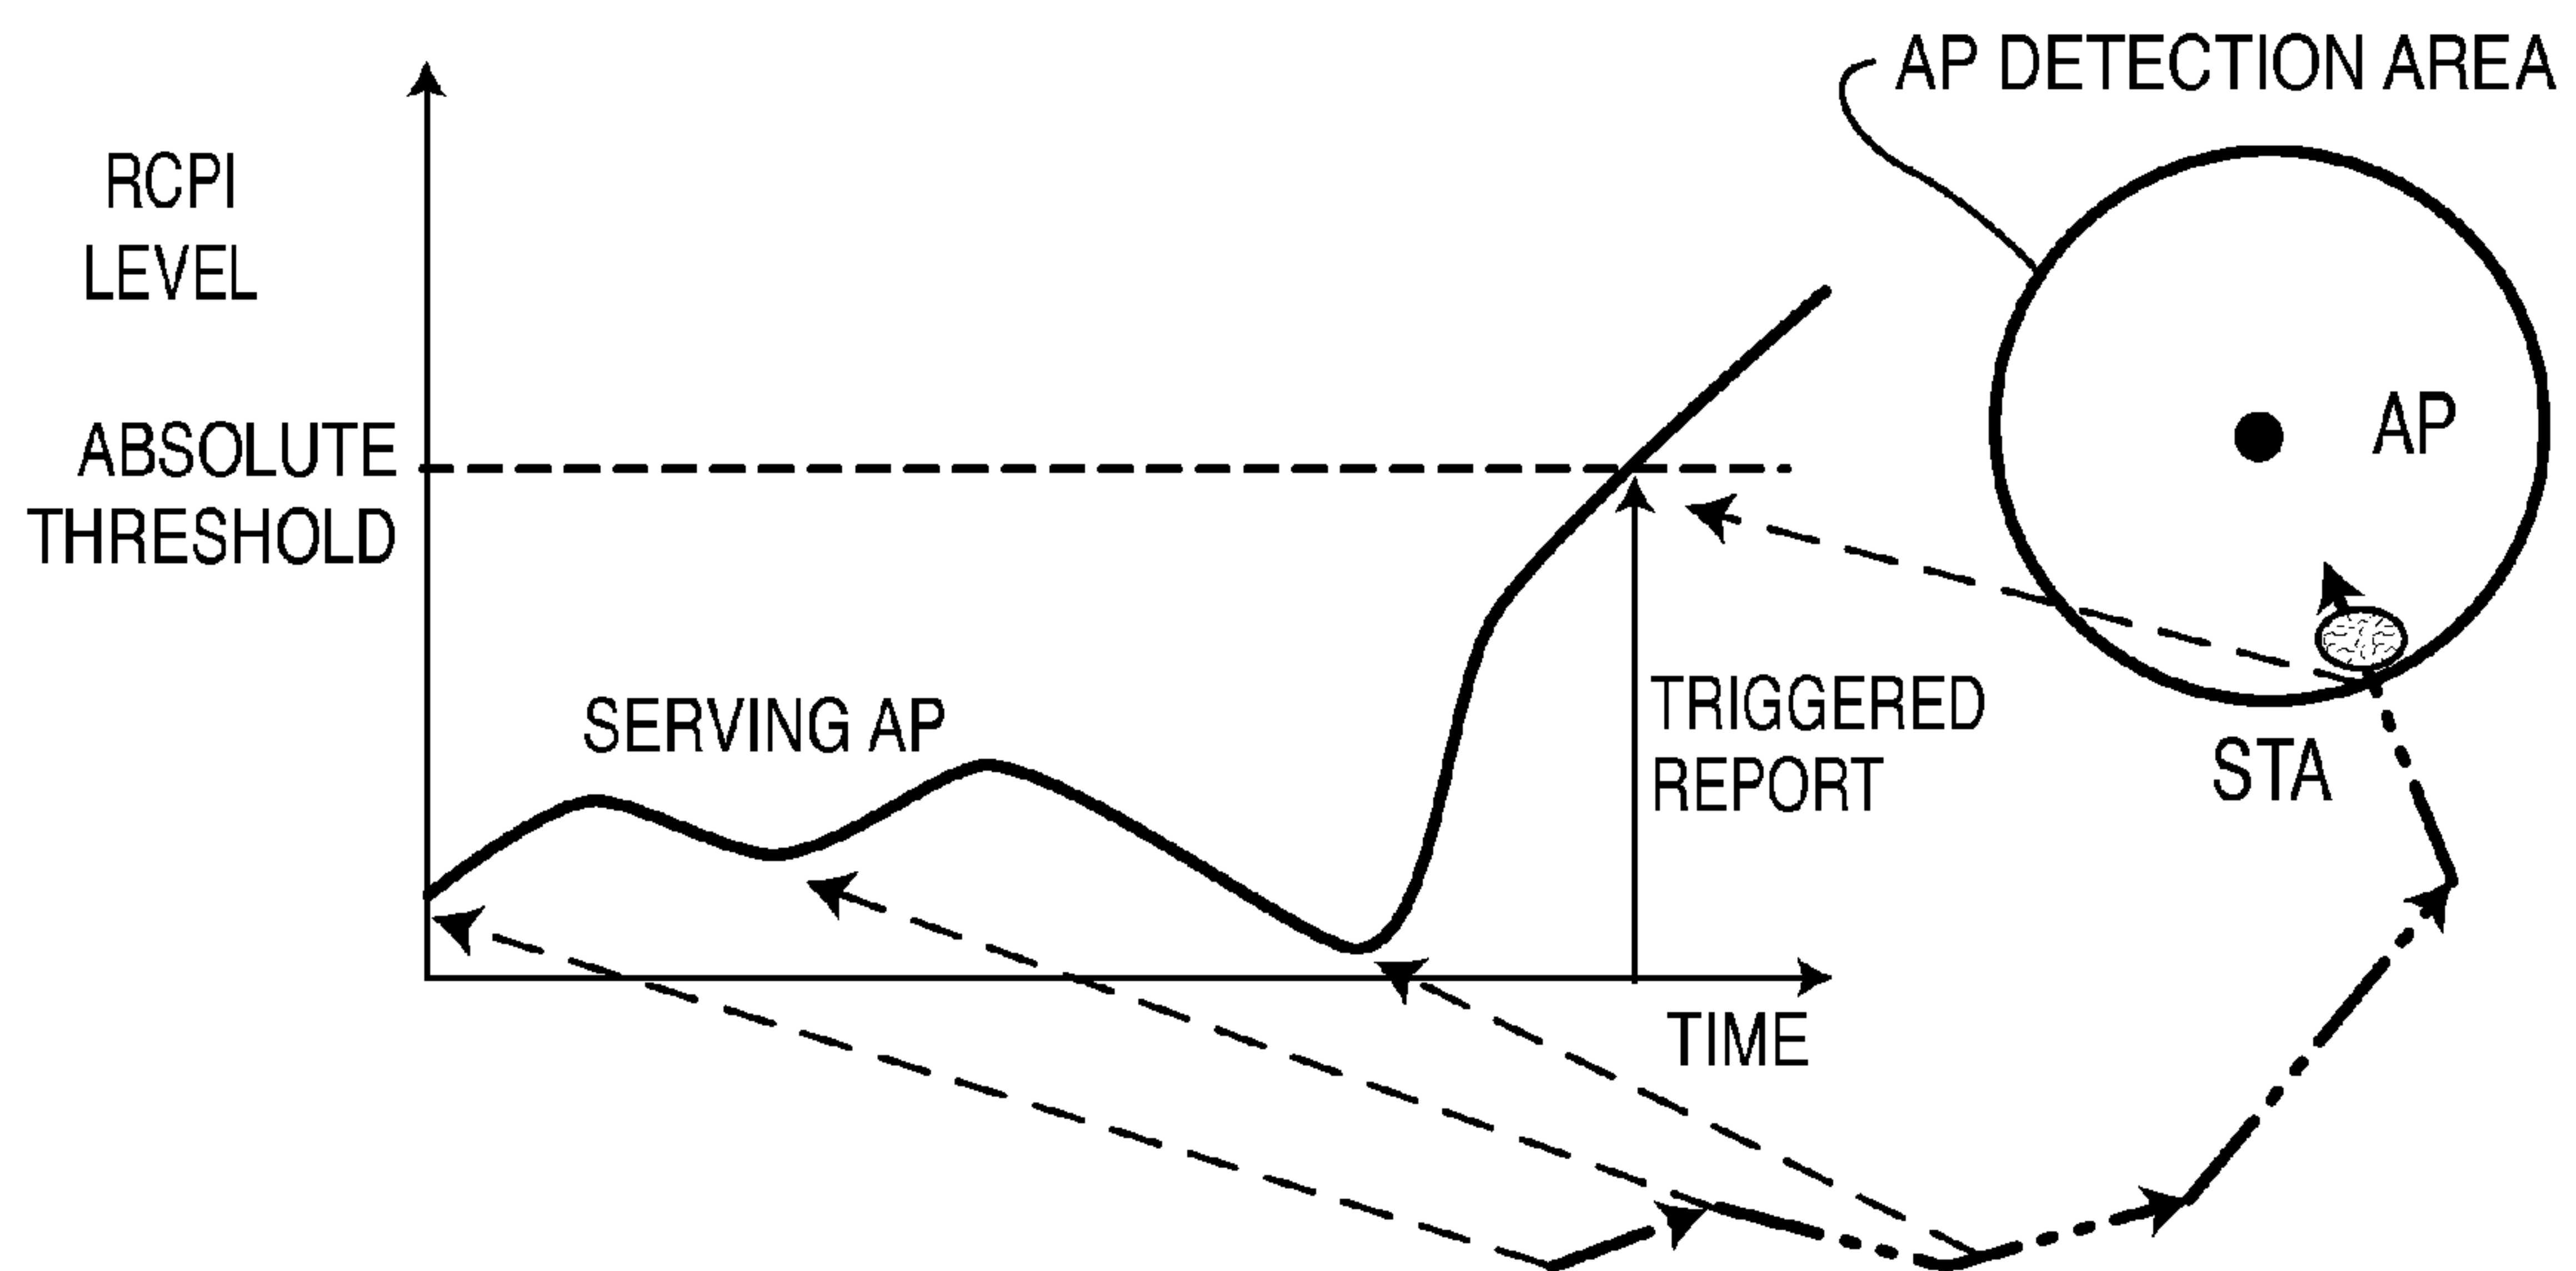 AP DETECTION AREA
RCPI
LEVEL
ABSOLUTE
THRESHOLD
AP
SERVING AP
TRIGGERED
REPORT
STA
TIME